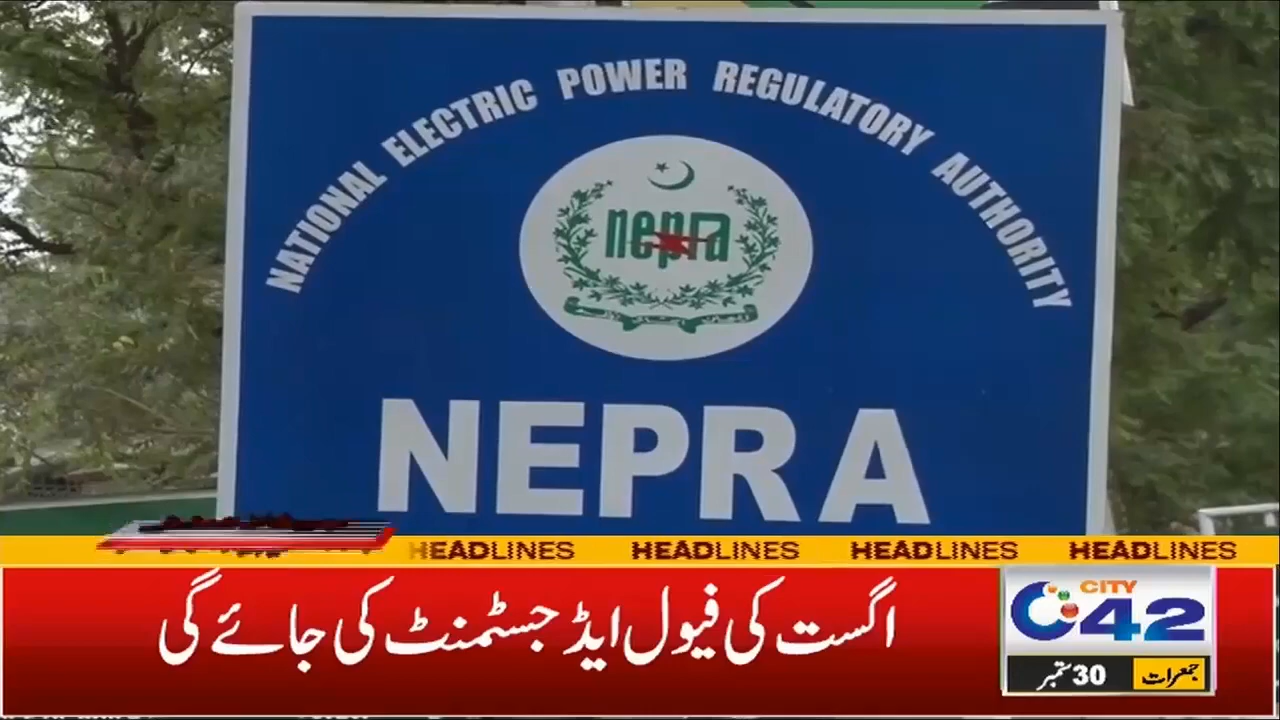 NATIONAL ELECTRIC POWER REGULATORY AUTHORITY
nepra
NEPRA
HEADLINES HEADLINES HEADLINES HEADLINES
اگست کی فیول ایڈجسٹمنٹ کی جائے گی
CITY
42
جمعرات 30 ستمبر